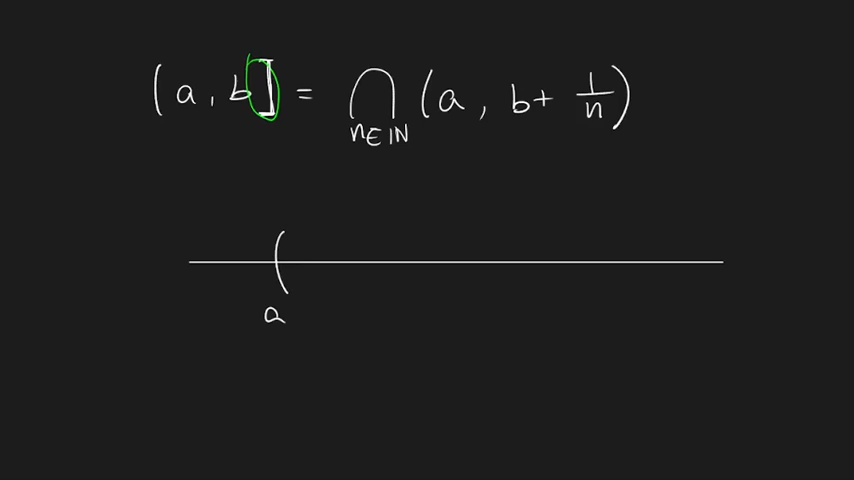 (a, b] = ⋂ (a, b + 1/n)
n∈ℕ
(
a